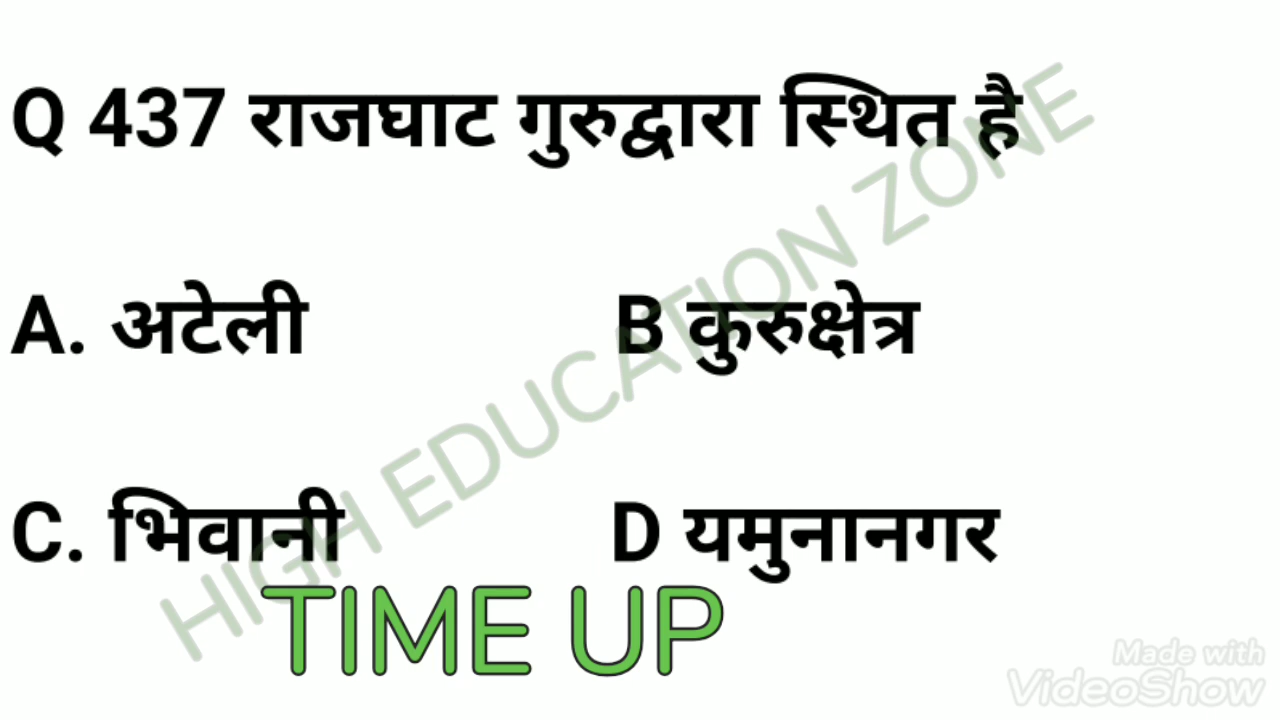 Q 437 राजघाट गुरुद्वारा स्थित है
A. अटेली B कुरुक्षेत्र
C. भिवानी D यमुनानगर
TIME UP
HIGH EDUCATION ZONE
Made with
VideoShow